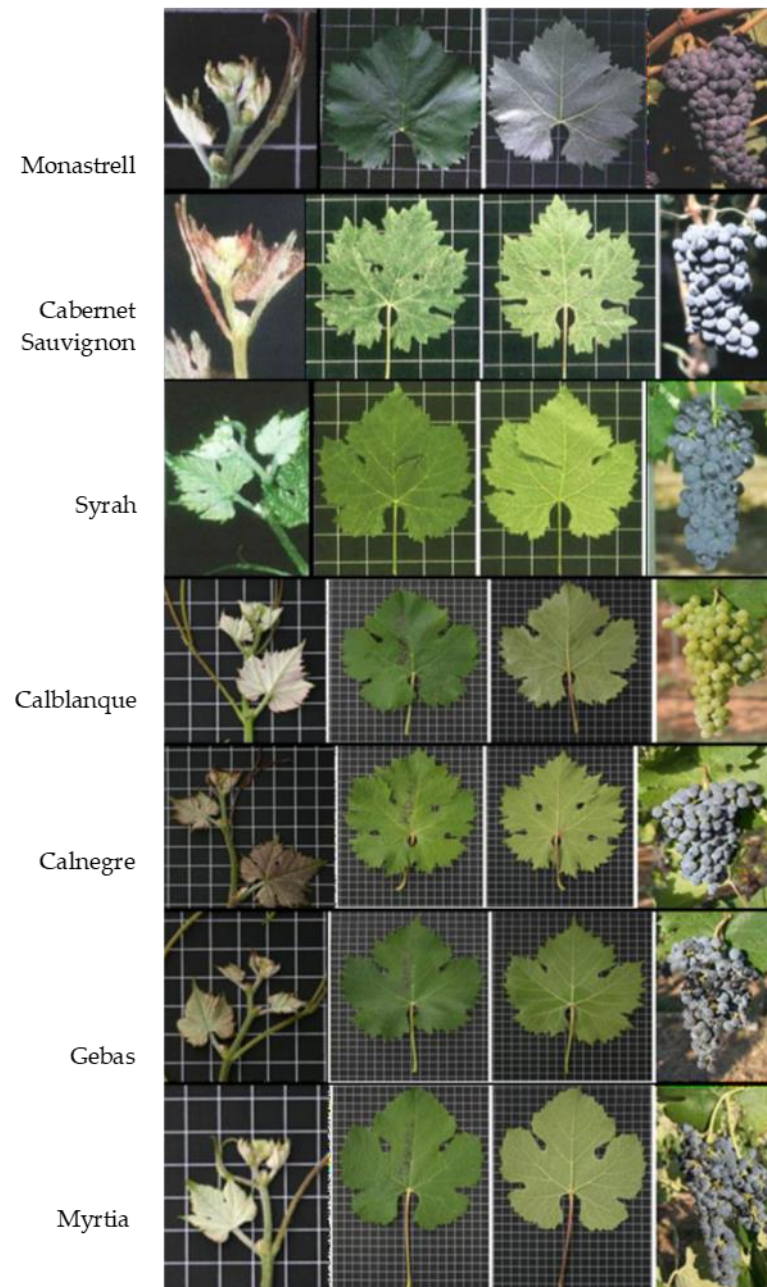 Monastrell
Cabernet
Sauvignon
Syrah
Calblanque
Calnegre
Gebas
Myrtia